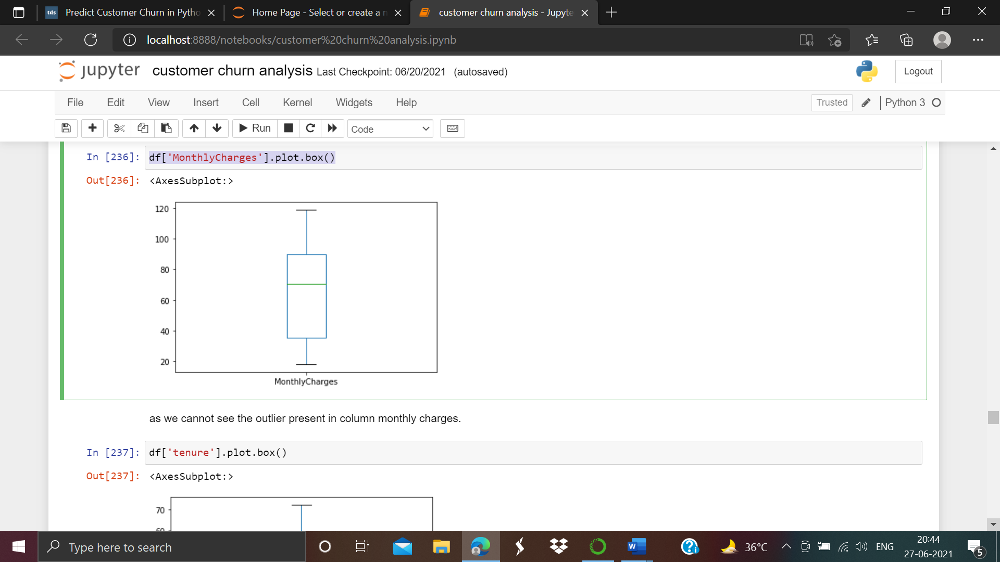 tds Predict Customer Churn in Pytho
Home Page - Select or create a n
customer churn analysis - Jupyte
localhost:8888/notebooks/customer%20churn%20analysis.ipynb
jupyter customer churn analysis Last Checkpoint: 06/20/2021 (autosaved)
Logout
File Edit View Insert Cell Kernel Widgets Help
Trusted Python 3
Run Code
In [236]: df['MonthlyCharges'].plot.box()
Out[236]: <AxesSubplot:>
120
100
80
60
40
20
MonthlyCharges
as we cannot see the outlier present in column monthly charges.
In [237]: df['tenure'].plot.box()
Out[237]: <AxesSubplot:>
70
60
Type here to search
W
36°C
ENG
20:44
27-06-2021
5